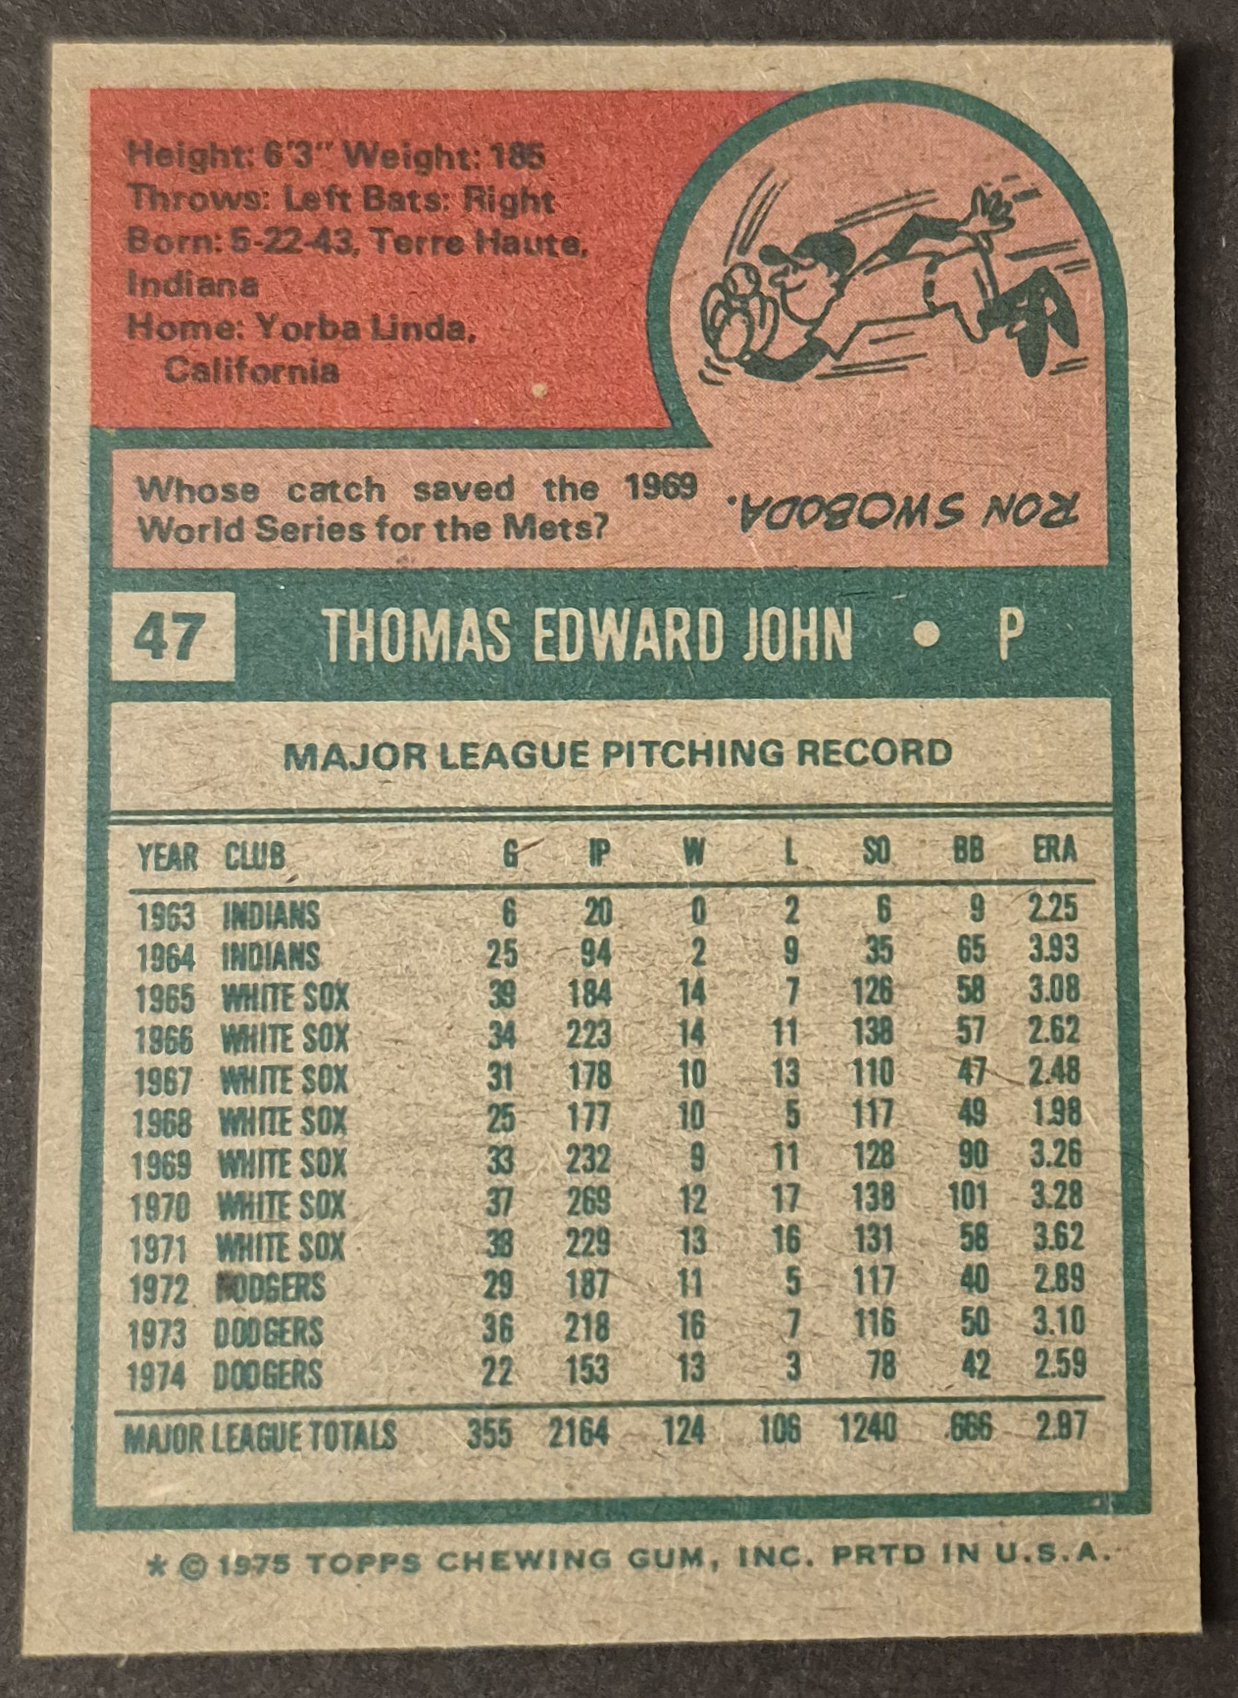 Height: 6'3" Weight: 185
Throws: Left Bats: Right
Born: 5-22-43, Terre Haute,
Indiana
Home: Yorba Linda,
California
Whose catch saved the 1969
World Series for the Mets?
RON SWOBODA.
47 THOMAS EDWARD JOHN • P
MAJOR LEAGUE PITCHING RECORD
YEAR CLUB G IP W L SO BB ERA
1963 INDIANS 6 20 0 2 6 9 2.25
1964 INDIANS 25 94 2 9 35 65 3.93
1965 WHITE SOX 39 184 14 7 126 58 3.08
1966 WHITE SOX 34 223 14 11 138 57 2.62
1967 WHITE SOX 31 178 10 13 110 47 2.48
1968 WHITE SOX 25 177 10 5 117 49 1.98
1969 WHITE SOX 33 232 9 11 128 90 3.26
1970 WHITE SOX 37 269 12 17 138 101 3.28
1971 WHITE SOX 38 229 13 16 131 58 3.62
1972 DODGERS 29 187 11 5 117 40 2.89
1973 DODGERS 36 218 16 7 116 50 3.10
1974 DODGERS 22 153 13 3 78 42 2.59
MAJOR LEAGUE TOTALS 355 2164 124 106 1240 666 2.97
* © 1975 TOPPS CHEWING GUM, INC. PRTD IN U.S.A.